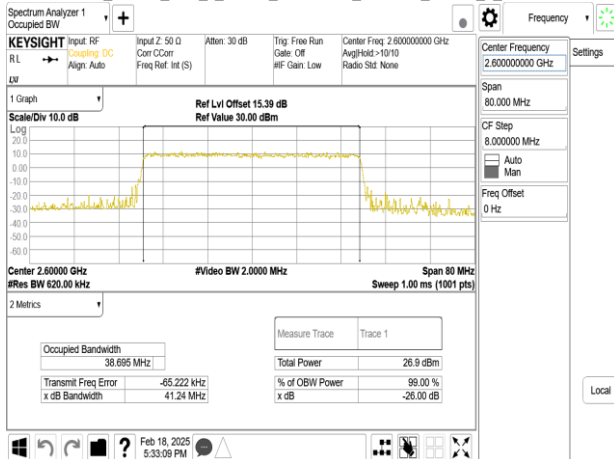 Spectrum Analyzer 1
Occupied BW
+
Frequency
KEYSIGHT
RL
LXI
Input: RF
Coupling: DC
Align: Auto
Input Z: 50 Ω
Corr CCorr
Freq Ref: Int (S)
Atten: 30 dB
Trig: Free Run
Gate: Off
#IF Gain: Low
Center Freq: 2.600000000 GHz
Avg|Hold:>10/10
Radio Std: None
Center Frequency
2.600000000 GHz
Settings
Span
80.000 MHz
CF Step
8.000000 MHz
Auto
Man
Freq Offset
0 Hz
Local
1 Graph
Scale/Div 10.0 dB
Ref Lvl Offset 15.39 dB
Ref Value 30.00 dBm
Log
20.0
10.0
0.00
-10.0
-20.0
-30.0
-40.0
-50.0
-60.0
Center 2.60000 GHz
#Video BW 2.0000 MHz
Span 80 MHz
#Res BW 620.00 kHz
Sweep 1.00 ms (1001 pts)
2 Metrics
Measure Trace
Trace 1
Occupied Bandwidth
38.695 MHz
Total Power
26.9 dBm
Transmit Freq Error
-65.222 kHz
% of OBW Power
99.00 %
x dB Bandwidth
41.24 MHz
x dB
-26.00 dB
?
Feb 18, 2025
5:33:09 PM